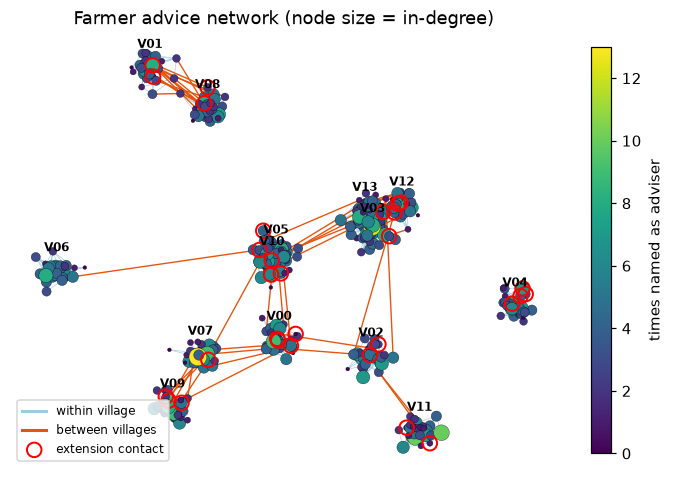 Farmer advice network (node size = in-degree)
V01
V08
V12
V13
V03
V05
V10
V06
V04
V00
V07
V02
V09
V11
within village
between villages
extension contact
12
10
8
6
4
2
0
times named as adviser